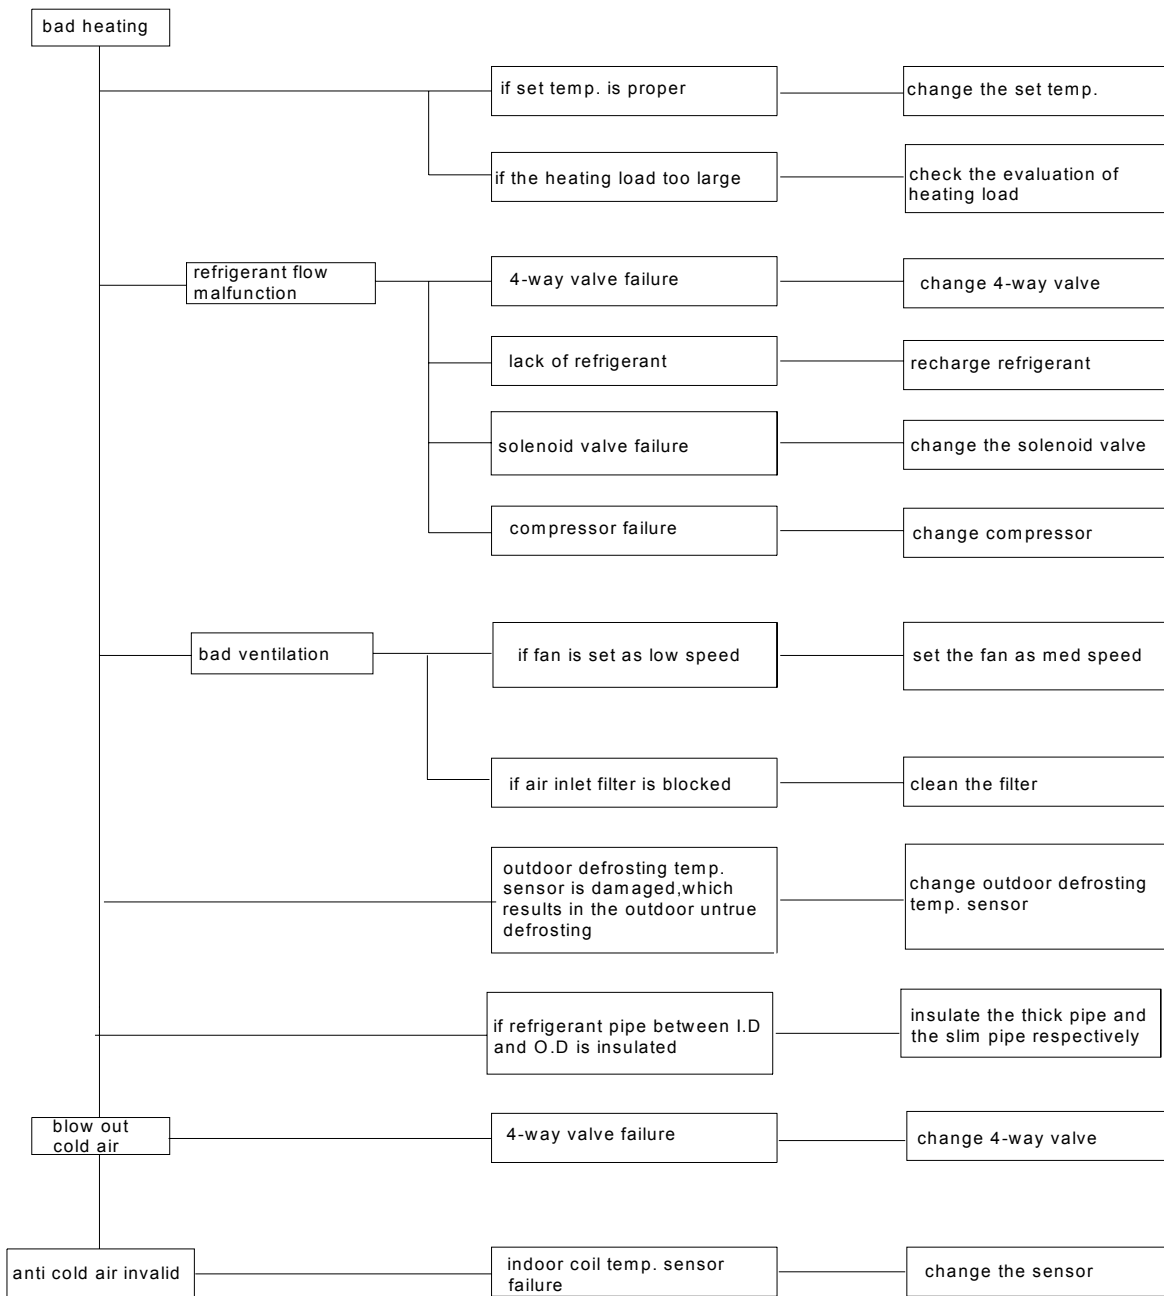 bad heating
if set temp. is proper
change the set temp.
if the heating load too large
check the evaluation of
heating load
refrigerant flow
malfunction
4-way valve failure
change 4-way valve
lack of refrigerant
recharge refrigerant
solenoid valve failure
change the solenoid valve
compressor failure
change compressor
bad ventilation
if fan is set as low speed
set the fan as med speed
if air inlet filter is blocked
clean the filter
outdoor defrosting temp.
sensor is damaged,which
results in the outdoor untrue
defrosting
change outdoor defrosting
temp. sensor
if refrigerant pipe between I.D
and O.D is insulated
insulate the thick pipe and
the slim pipe respectively
blow out
cold air
4-way valve failure
change 4-way valve
anti cold air invalid
indoor coil temp. sensor
failure
change the sensor